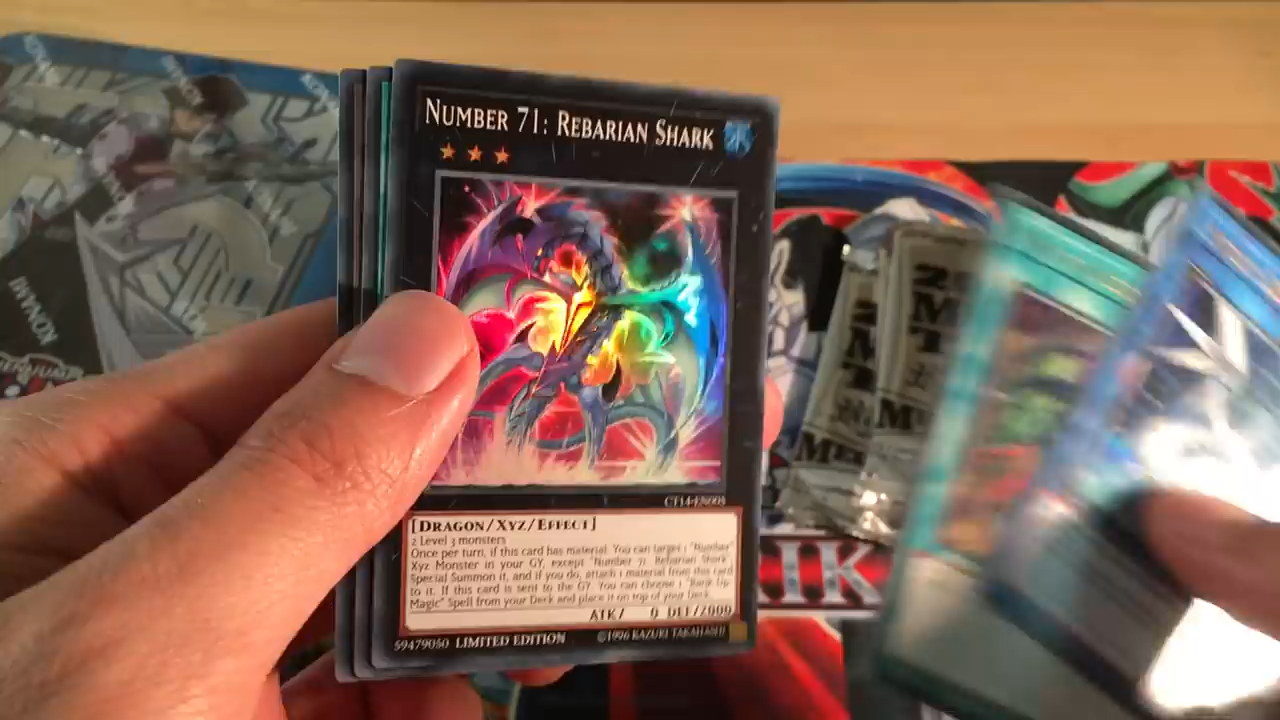 NUMBER 71: REBARIAN SHARK
CT14-EN004
[DRAGON/XYZ/EFFECT]
2 Level 3 monsters
Once per turn, if this card has material: You can target 1 "Number"
Xyz Monster in your GY, except "Number 71: Rebarian Shark";
Special Summon it, and if you do, attach 1 material from this card
to it. If this card is sent to the GY: You can choose 1 "Rank-Up-
Magic" Spell from your Deck and place it on top of your Deck.
ATK/ 0 DEF/2000
59479050 LIMITED EDITION
©1996 KAZUKI TAKAHASHI
KONAMI
KONAMI